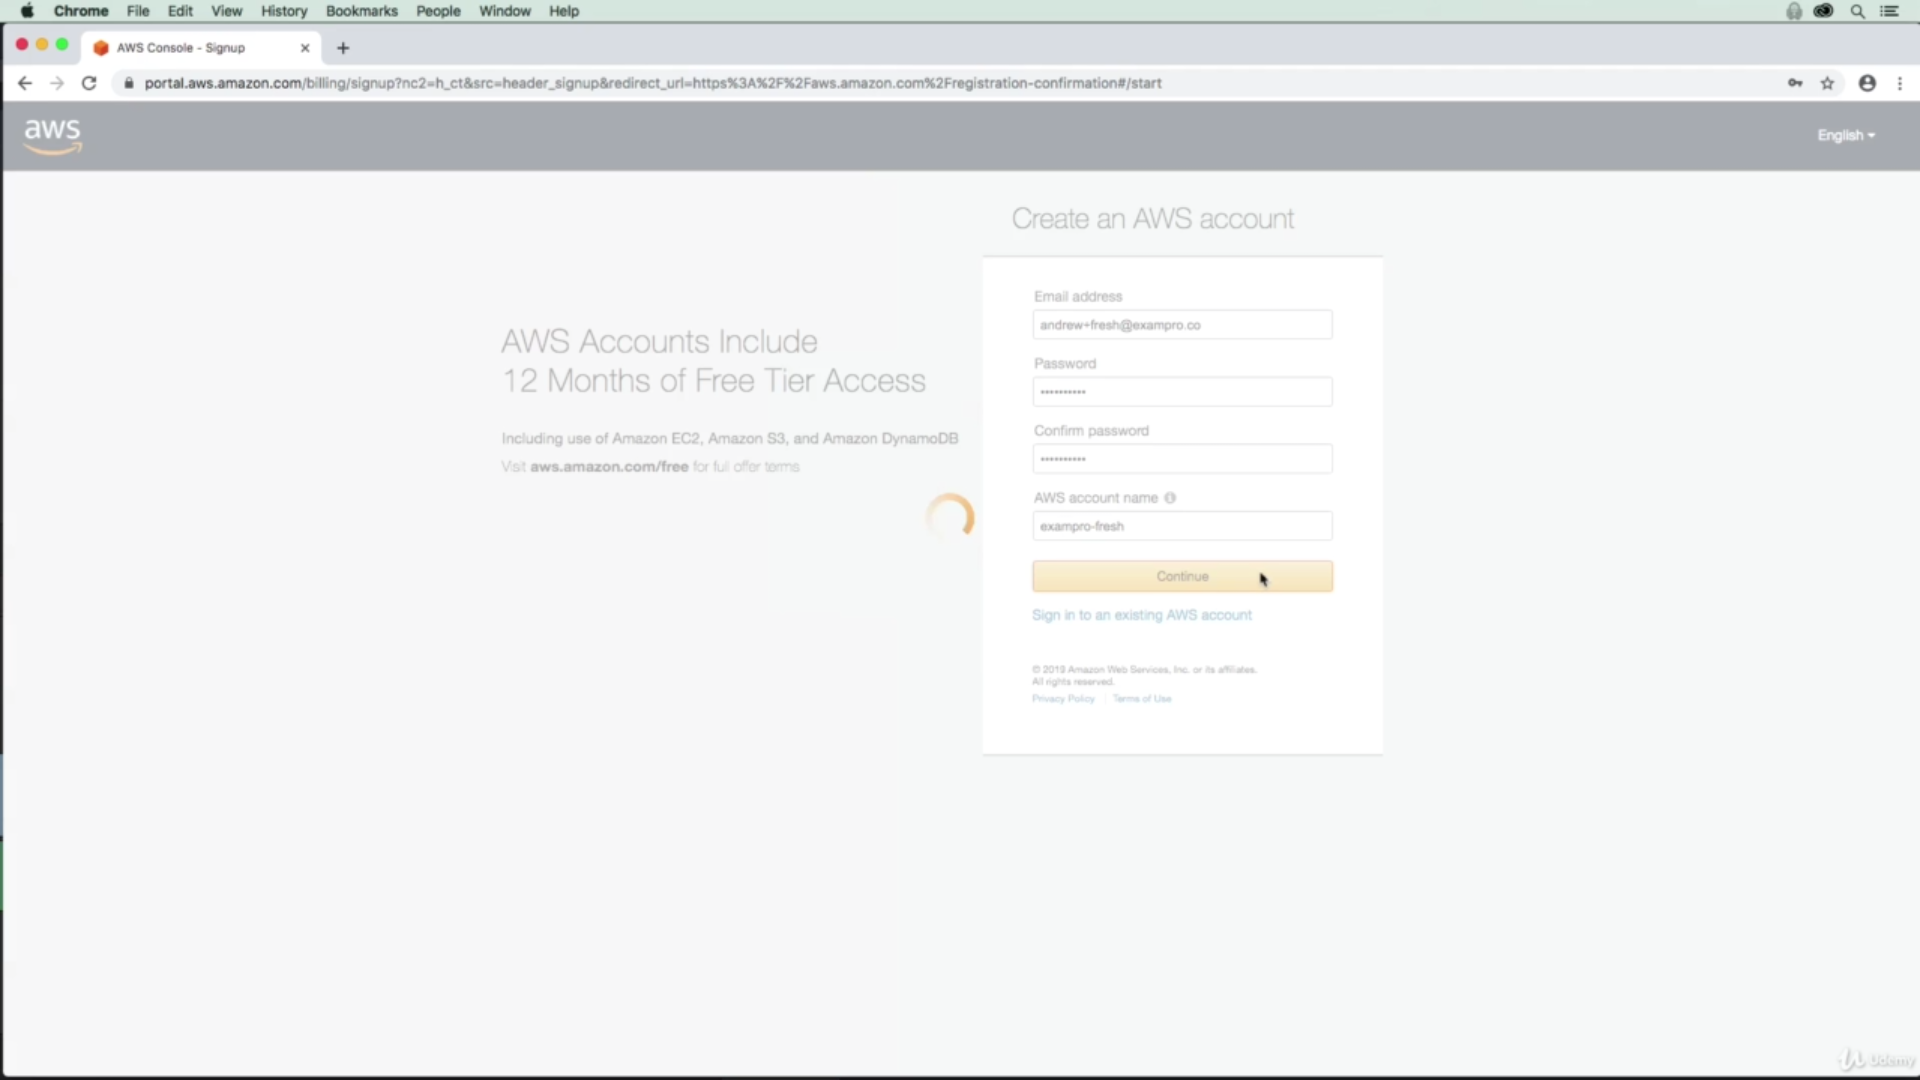 Chrome File Edit View History Bookmarks People Window Help
AWS Console - Signup
portal.aws.amazon.com/billing/signup?nc2=h_ct&src=header_signup&redirect_url=https%3A%2F%2Faws.amazon.com%2Fregistration-confirmation#/start
aws
English
Create an AWS account
AWS Accounts Include
12 Months of Free Tier Access
Including use of Amazon EC2, Amazon S3, and Amazon DynamoDB
Visit aws.amazon.com/free for full offer terms
Email address
andrew+fresh@exampro.co
Password
••••••••••
Confirm password
••••••••••
AWS account name
exampro-fresh
Continue
Sign in to an existing AWS account
© 2019 Amazon Web Services, Inc. or its affiliates.
All rights reserved.
Privacy Policy | Terms of Use
Udemy